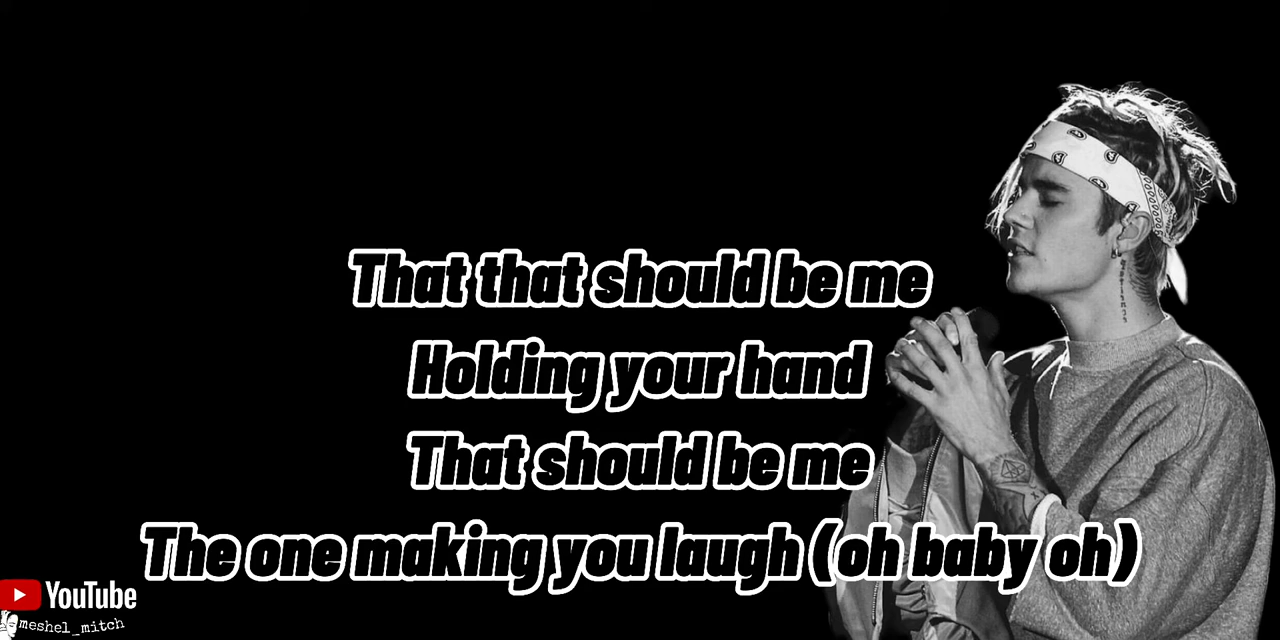 That that should be me
Holding your hand
That should be me
The one making you laugh (oh baby oh)
YouTube
meshel_mitch